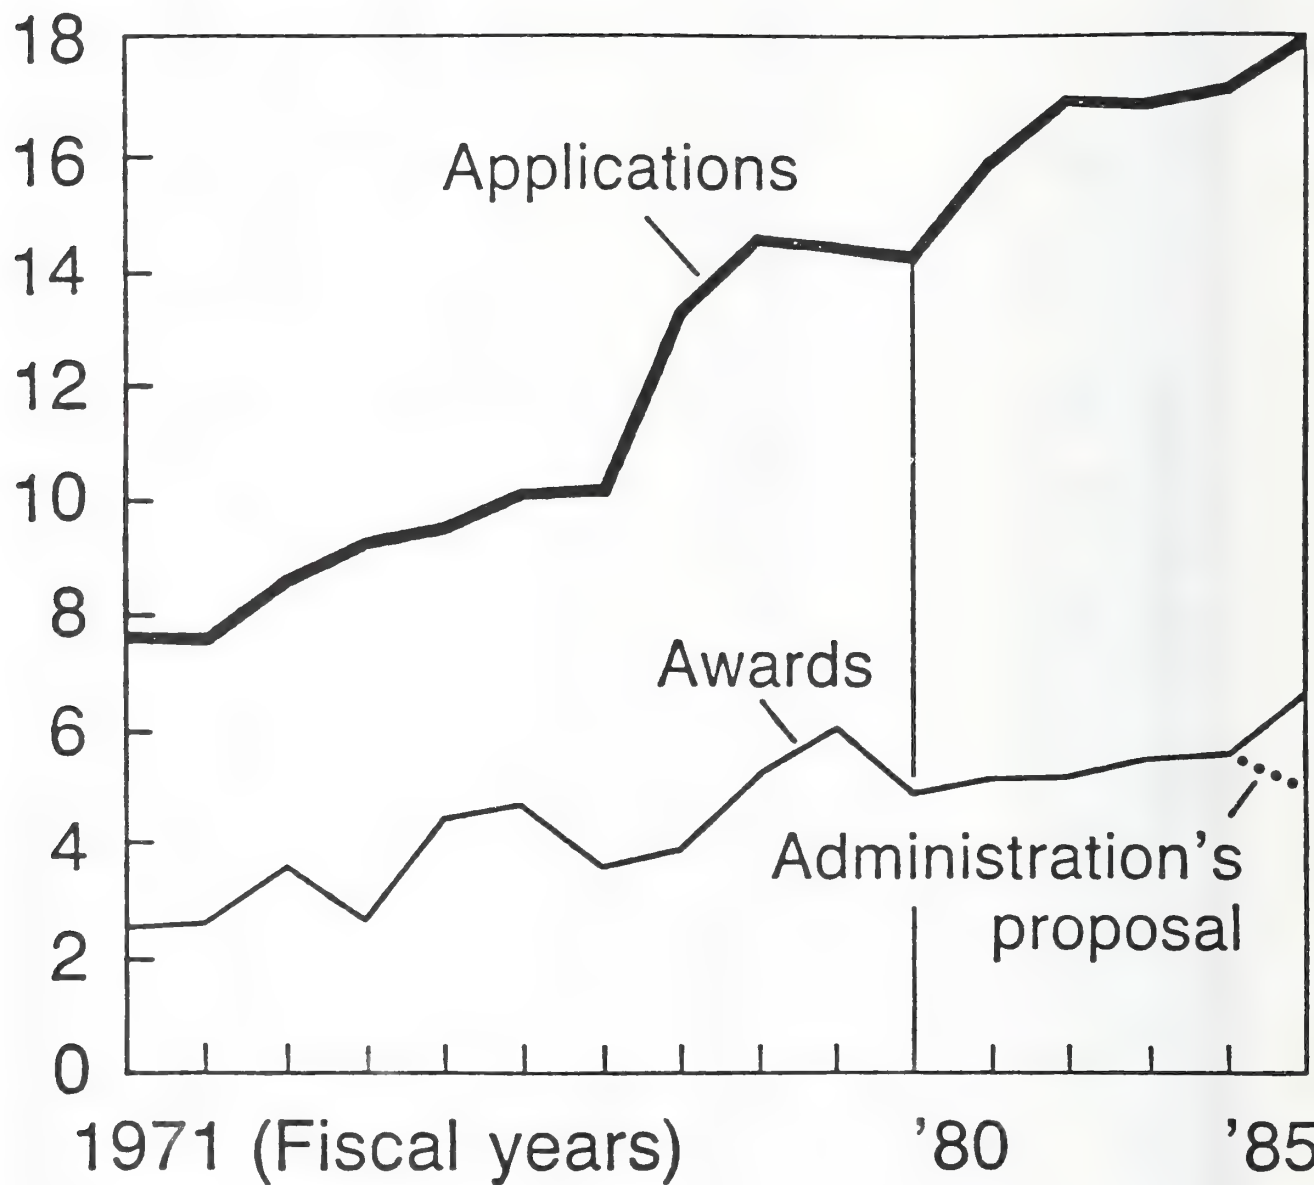 18
16
Applications
14
12
10
8
Awards
6
4
Administration's
proposal
2
0
1971 (Fiscal years) '80 '85